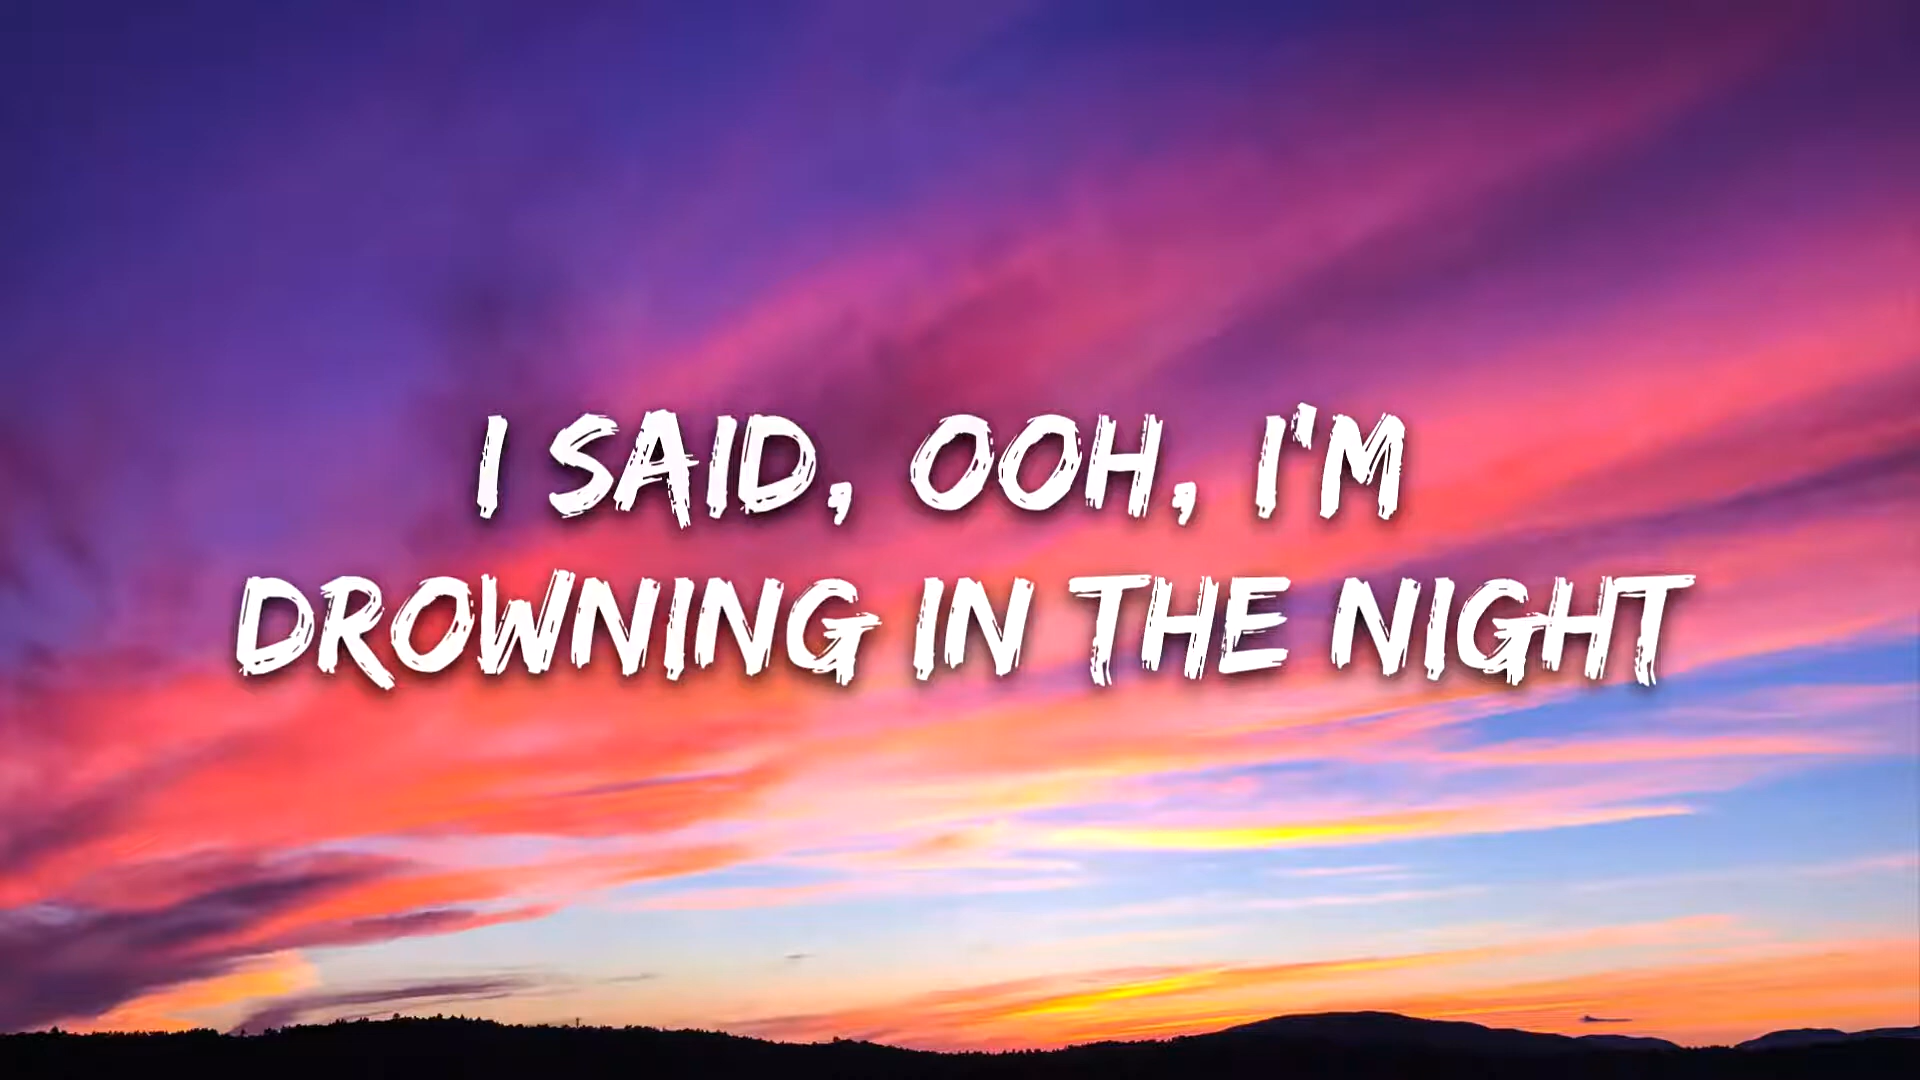 I SAID, OOH, I'M
DROWNING IN THE NIGHT